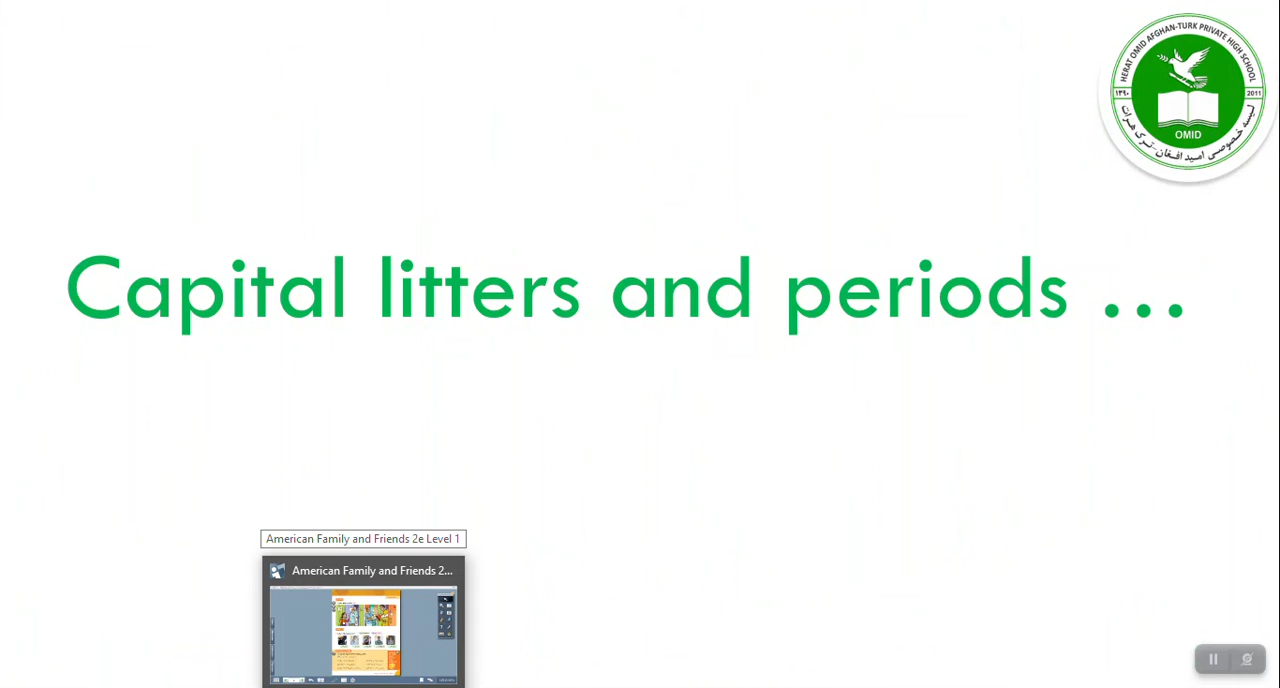 HERAT OMID AFGHAN-TURK PRIVATE HIGH SCHOOL
۱۳۹۰
2011
OMID
لیسه خصوصی امید افغان-ترک هرات
Capital litters and periods ...
American Family and Friends 2e Level 1
American Family and Friends 2...